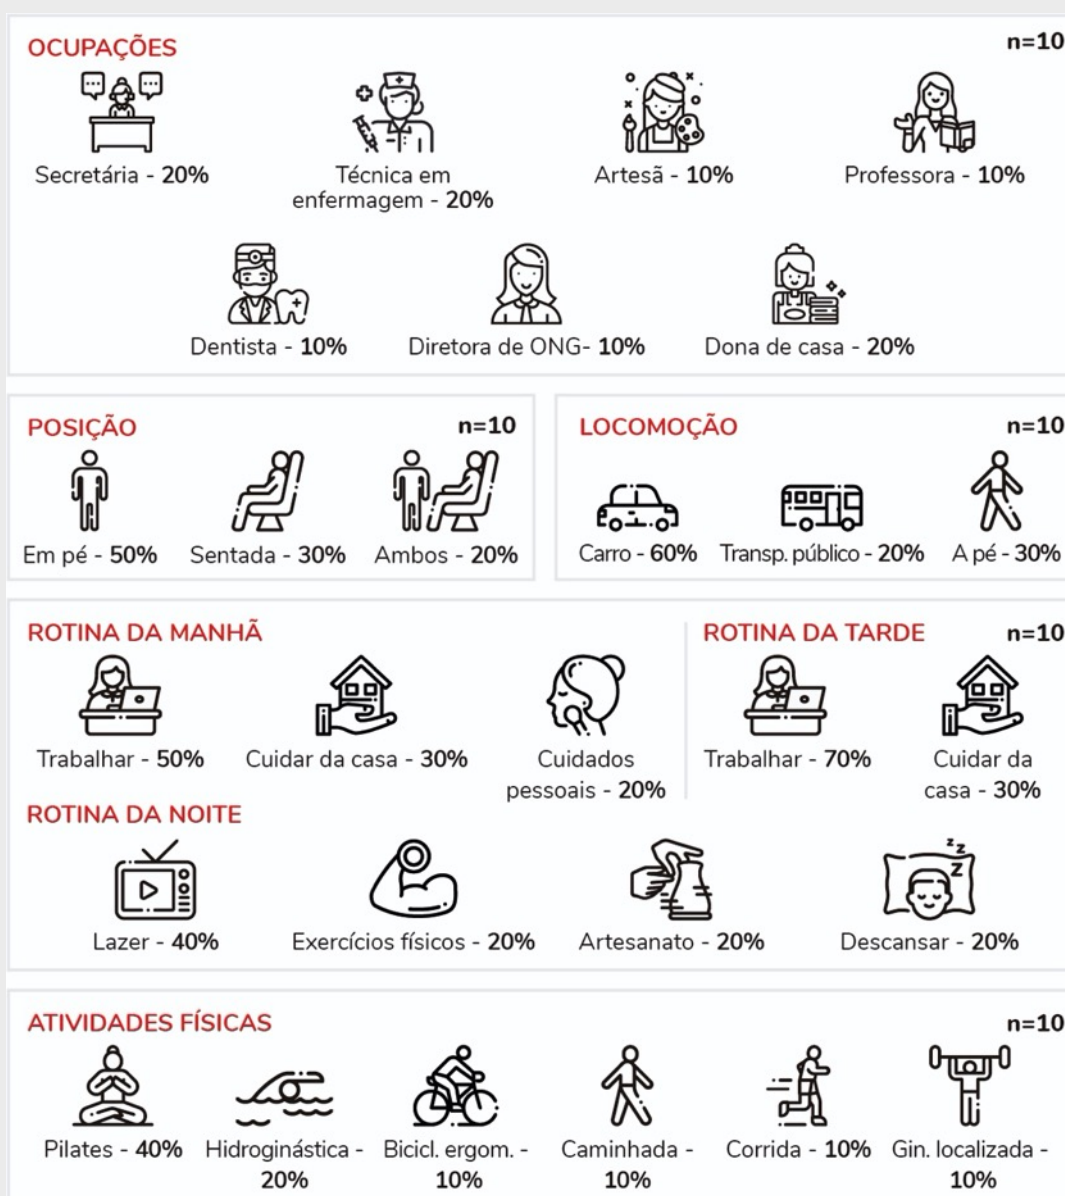 OCUPAÇÕES
n=10
Secretária - 20%
Técnica em
enfermagem - 20%
Artesã - 10%
Professora - 10%
Dentista - 10%
Diretora de ONG- 10%
Dona de casa - 20%
POSIÇÃO
n=10
Em pé - 50%
Sentada - 30%
Ambos - 20%
LOCOMOÇÃO
n=10
Carro - 60%
Transp. público - 20%
A pé - 30%
ROTINA DA MANHÃ
Trabalhar - 50%
Cuidar da casa - 30%
Cuidados
pessoais - 20%
ROTINA DA TARDE
n=10
Trabalhar - 70%
Cuidar da
casa - 30%
ROTINA DA NOITE
Lazer - 40%
Exercícios físicos - 20%
Artesanato - 20%
z z
Z
Descansar - 20%
ATIVIDADES FÍSICAS
n=10
Pilates - 40%
Hidroginástica -
20%
Bicicl. ergom. -
10%
Caminhada -
10%
Corrida - 10%
Gin. localizada -
10%